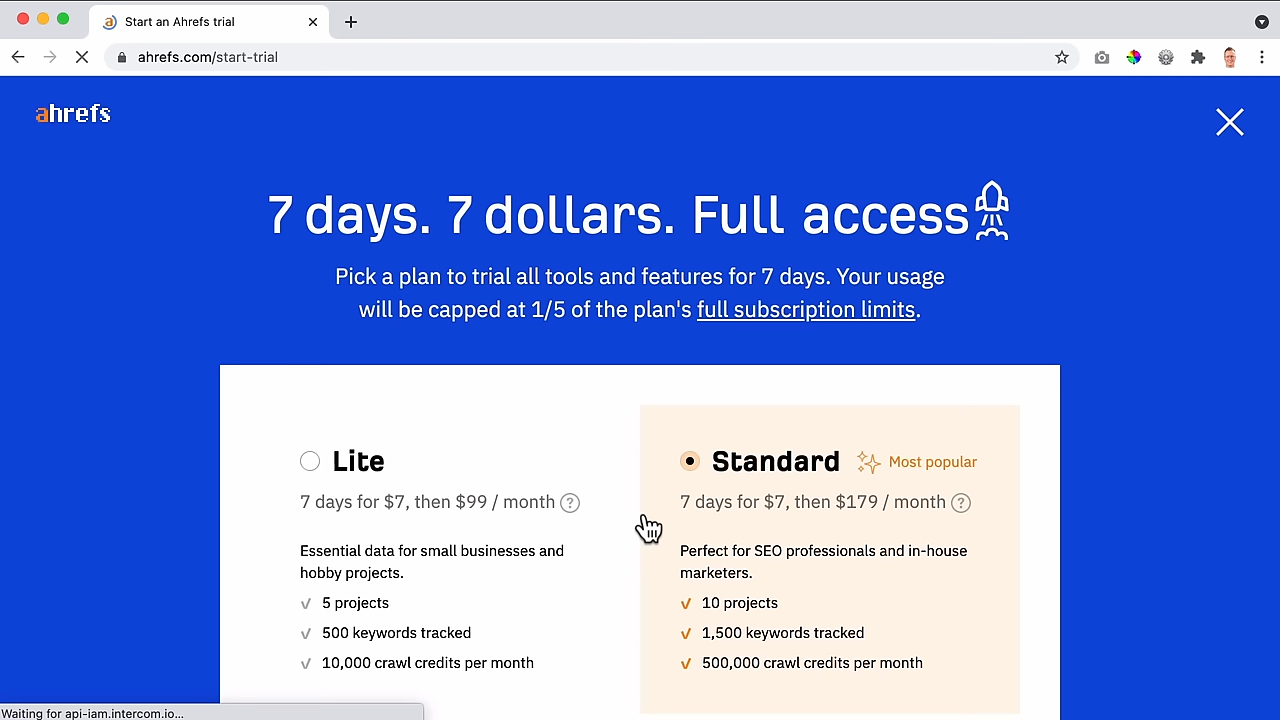 Start an Ahrefs trial
ahrefs.com/start-trial
ahrefs
7 days. 7 dollars. Full access
Pick a plan to trial all tools and features for 7 days. Your usage
will be capped at 1/5 of the plan's full subscription limits.
Lite
7 days for $7, then $99 / month ?
Essential data for small businesses and
hobby projects.
5 projects
500 keywords tracked
10,000 crawl credits per month
Standard Most popular
7 days for $7, then $179 / month ?
Perfect for SEO professionals and in-house
marketers.
10 projects
1,500 keywords tracked
500,000 crawl credits per month
Waiting for api-iam.intercom.io...